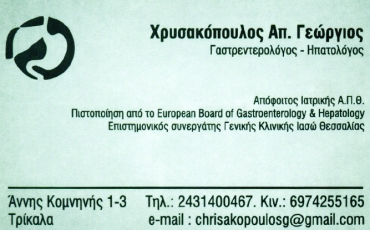 Χρυσακόπουλος Απ. Γεώργιος
Γαστρεντερολόγος - Ηπατολόγος
Απόφοιτος Ιατρικής Α.Π.Θ.
Πιστοποίηση από το European Board of Gastroenterology & Hepatology
Επιστημονικός συνεργάτης Γενικής Κλινικής Ιασώ Θεσσαλίας
Άννης Κομνηνής 1-3 Τηλ.: 2431400467. Κιν.: 6974255165
Τρίκαλα e-mail : chrisakopoulosg@gmail.com